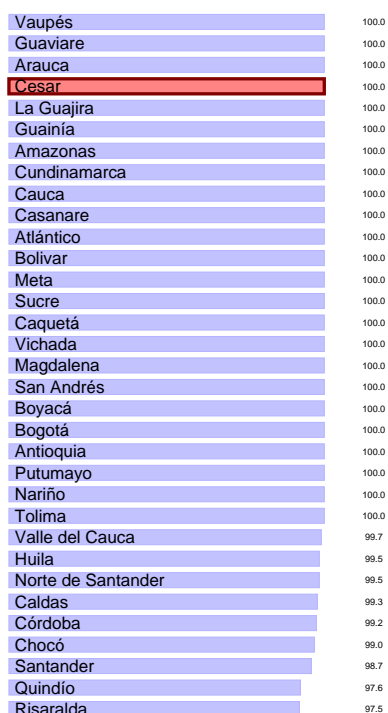 Vaupés 100.0
Guaviare 100.0
Arauca 100.0
Cesar 100.0
La Guajira 100.0
Guainía 100.0
Amazonas 100.0
Cundinamarca 100.0
Cauca 100.0
Casanare 100.0
Atlántico 100.0
Bolivar 100.0
Meta 100.0
Sucre 100.0
Caquetá 100.0
Vichada 100.0
Magdalena 100.0
San Andrés 100.0
Boyacá 100.0
Bogotá 100.0
Antioquia 100.0
Putumayo 100.0
Nariño 100.0
Tolima 100.0
Valle del Cauca 99.7
Huila 99.5
Norte de Santander 99.5
Caldas 99.3
Córdoba 99.2
Chocó 99.0
Santander 98.7
Quindío 97.6
Risaralda 97.5